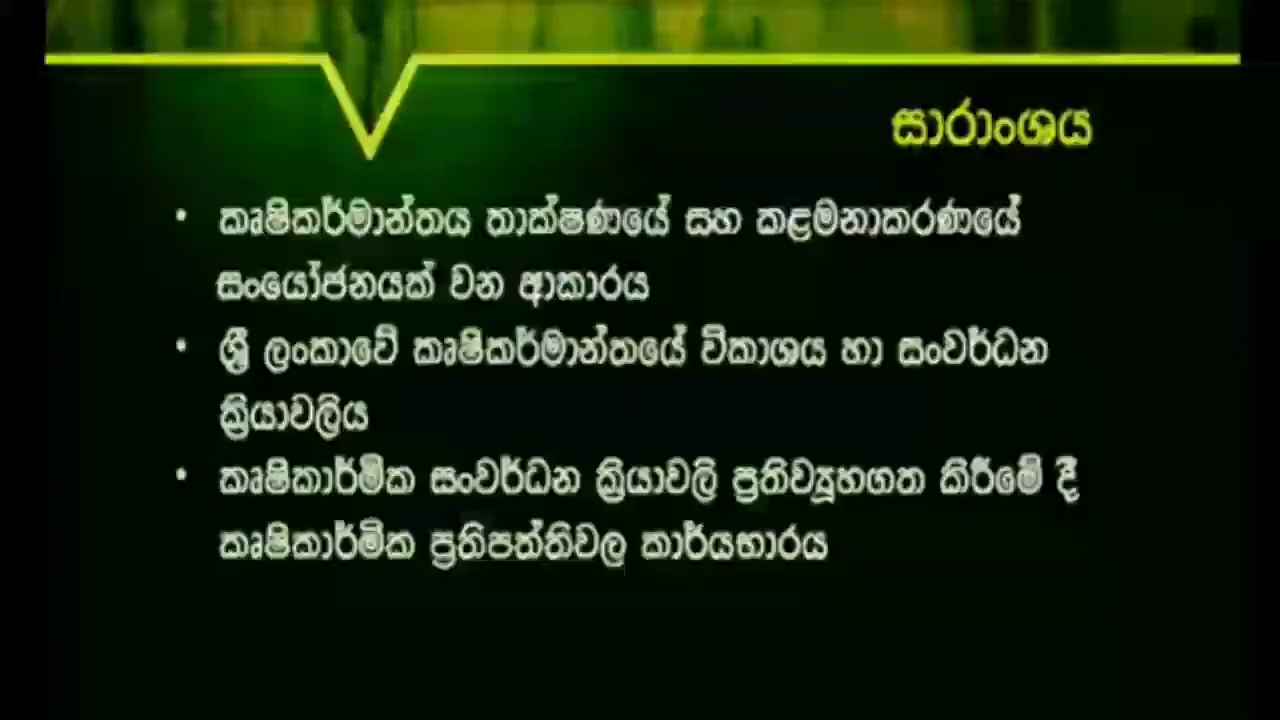 සාරාංශය
• කෘෂිකර්මාන්තය තාක්ෂණයේ සහ කළමනාකරණයේ
සංයෝජනයක් වන ආකාරය
• ශ්‍රී ලංකාවේ කෘෂිකර්මාන්තයේ විකාශය හා සංවර්ධන
ක්‍රියාවලිය
• කෘෂිකාර්මික සංවර්ධන ක්‍රියාවලි ප්‍රතිව්‍යූහගත කිරීමේ දී
කෘෂිකාර්මික ප්‍රතිපත්තිවල කාර්යභාරය